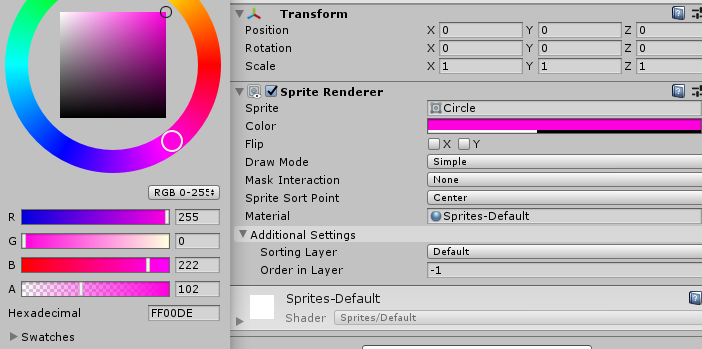 RGB 0-255
R 255
G 0
B 222
A 102
Hexadecimal FF00DE
Swatches
Transform
Position X 0 Y 0 Z 0
Rotation X 0 Y 0 Z 0
Scale X 1 Y 1 Z 1
Sprite Renderer
Sprite Circle
Color
Flip X Y
Draw Mode Simple
Mask Interaction None
Sprite Sort Point Center
Material Sprites-Default
Additional Settings
Sorting Layer Default
Order in Layer -1
Sprites-Default
Shader Sprites/Default